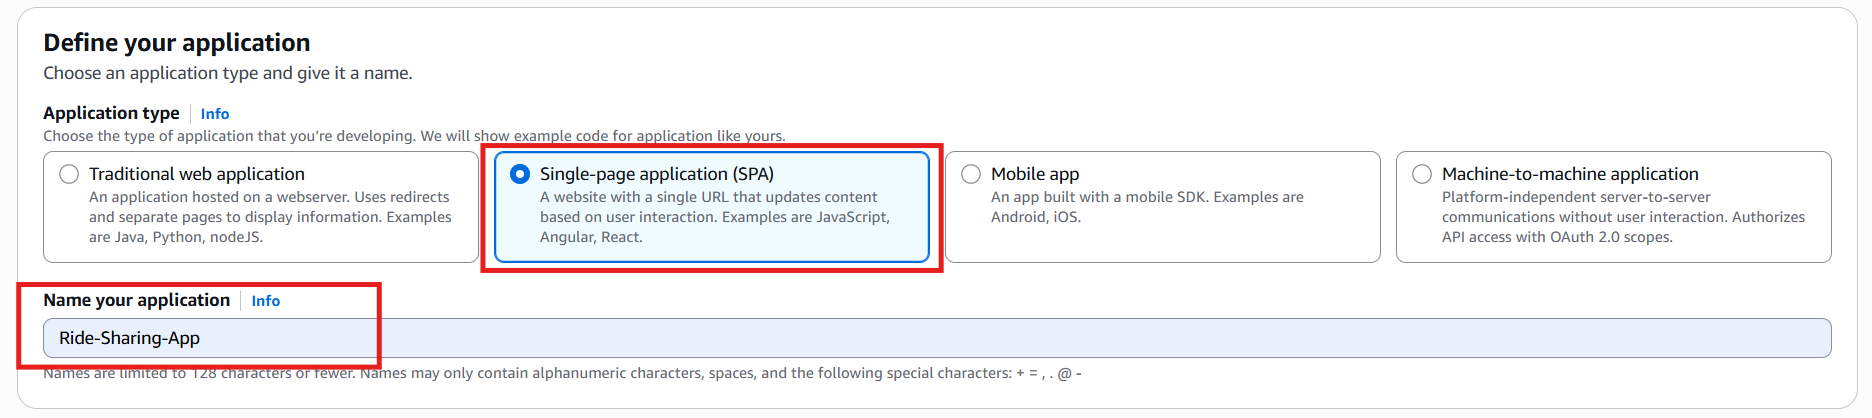 Define your application
Choose an application type and give it a name.
Application type Info
Choose the type of application that you're developing. We will show example code for application like yours.
Traditional web application
An application hosted on a webserver. Uses redirects
and separate pages to display information. Examples
are Java, Python, nodeJS.
Single-page application (SPA)
A website with a single URL that updates content
based on user interaction. Examples are JavaScript,
Angular, React.
Mobile app
An app built with a mobile SDK. Examples are
Android, iOS.
Machine-to-machine application
Platform-independent server-to-server
communications without user interaction. Authorizes
API access with OAuth 2.0 scopes.
Name your application Info
Ride-Sharing-App
Names are limited to 128 characters or fewer. Names may only contain alphanumeric characters, spaces, and the following special characters: + = , . @ -